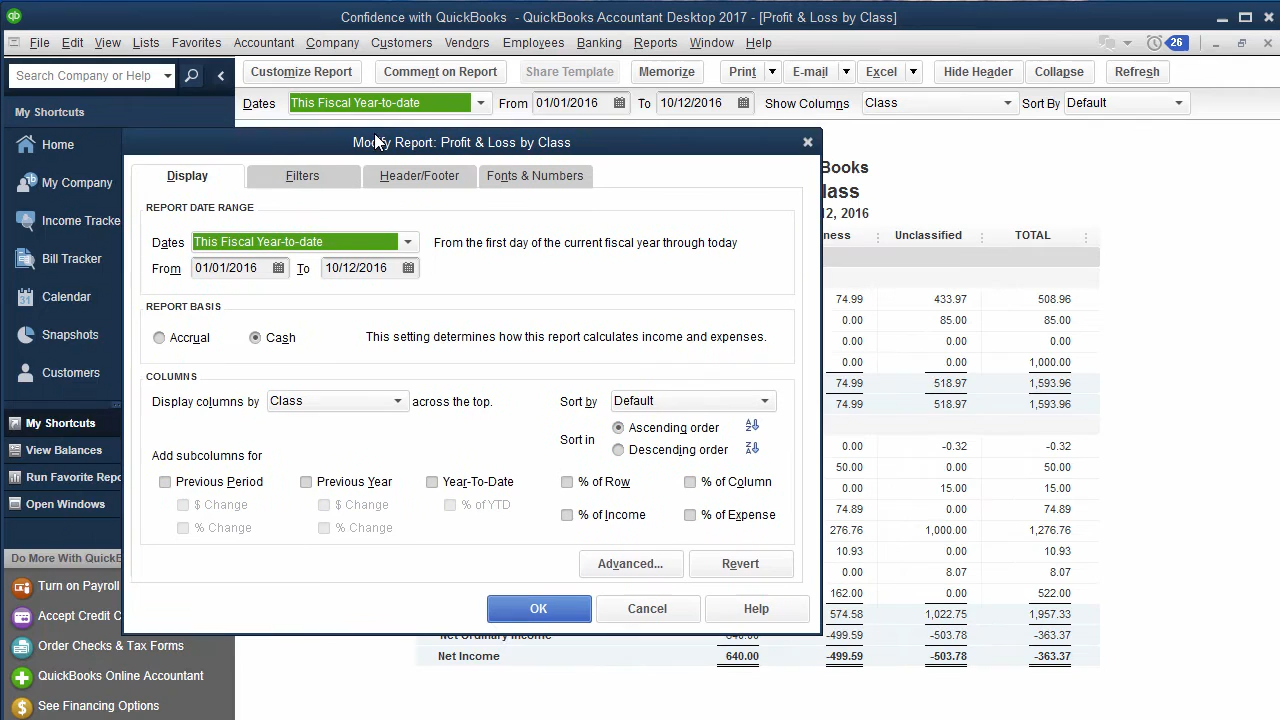 Confidence with QuickBooks - QuickBooks Accountant Desktop 2017 - [Profit & Loss by Class]
File Edit View Lists Favorites Accountant Company Customers Vendors Employees Banking Reports Window Help 26
Search Company or Help Customize Report Comment on Report Share Template Memorize Print E-mail Excel Hide Header Collapse Refresh
Dates This Fiscal Year-to-date From 01/01/2016 To 10/12/2016 Show Columns Class Sort By Default
My Shortcuts
Home
My Company
Income Tracke
Bill Tracker
Calendar
31
Snapshots
Customers
My Shortcuts
View Balances
Run Favorite Repo
Open Windows
Do More With QuickB
Turn on Payroll
Accept Credit C
Order Checks & Tax Forms
QuickBooks Online Accountant
See Financing Options
Modify Report: Profit & Loss by Class
Display Filters Header/Footer Fonts & Numbers
REPORT DATE RANGE
Dates This Fiscal Year-to-date From the first day of the current fiscal year through today
From 01/01/2016 To 10/12/2016
REPORT BASIS
Accrual Cash This setting determines how this report calculates income and expenses.
COLUMNS
Display columns by Class across the top. Sort by Default
Sort in Ascending order
Descending order
Add subcolumns for
Previous Period Previous Year Year-To-Date % of Row % of Column
$ Change $ Change % of YTD
% Change % Change % of Income % of Expense
Advanced... Revert
OK Cancel Help
Books
lass
12, 2016
ness Unclassified TOTAL
74.99 433.97 508.96
0.00 85.00 85.00
0.00 0.00 0.00
0.00 0.00 1,000.00
74.99 518.97 1,593.96
74.99 518.97 1,593.96
0.00 -0.32 -0.32
50.00 0.00 50.00
0.00 15.00 15.00
74.89 0.00 74.89
276.76 1,000.00 1,276.76
10.93 0.00 10.93
0.00 8.07 8.07
162.00 0.00 522.00
574.58 1,022.75 1,957.33
Net Ordinary Income 640.00 -499.59 -503.78 -363.37
Net Income 640.00 -499.59 -503.78 -363.37